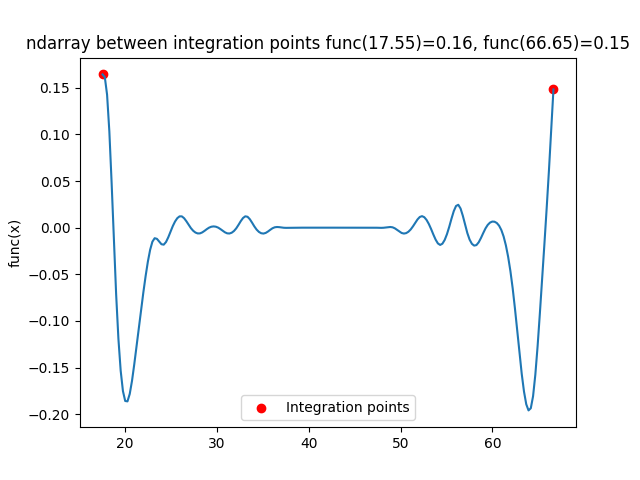 ndarray between integration points func(17.55)=0.16, func(66.65)=0.15
0.15
0.10
0.05
0.00
−0.05
−0.10
−0.15
−0.20
func(x)
Integration points
20 30 40 50 60